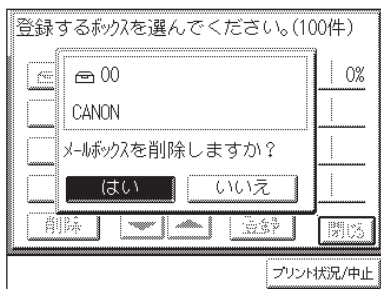 登録するボックスを選んでください。(100件)
00
0%
CANON
メールボックスを削除しますか?
はい
いいえ
削除
登録
閉じる
プリント状況/中止